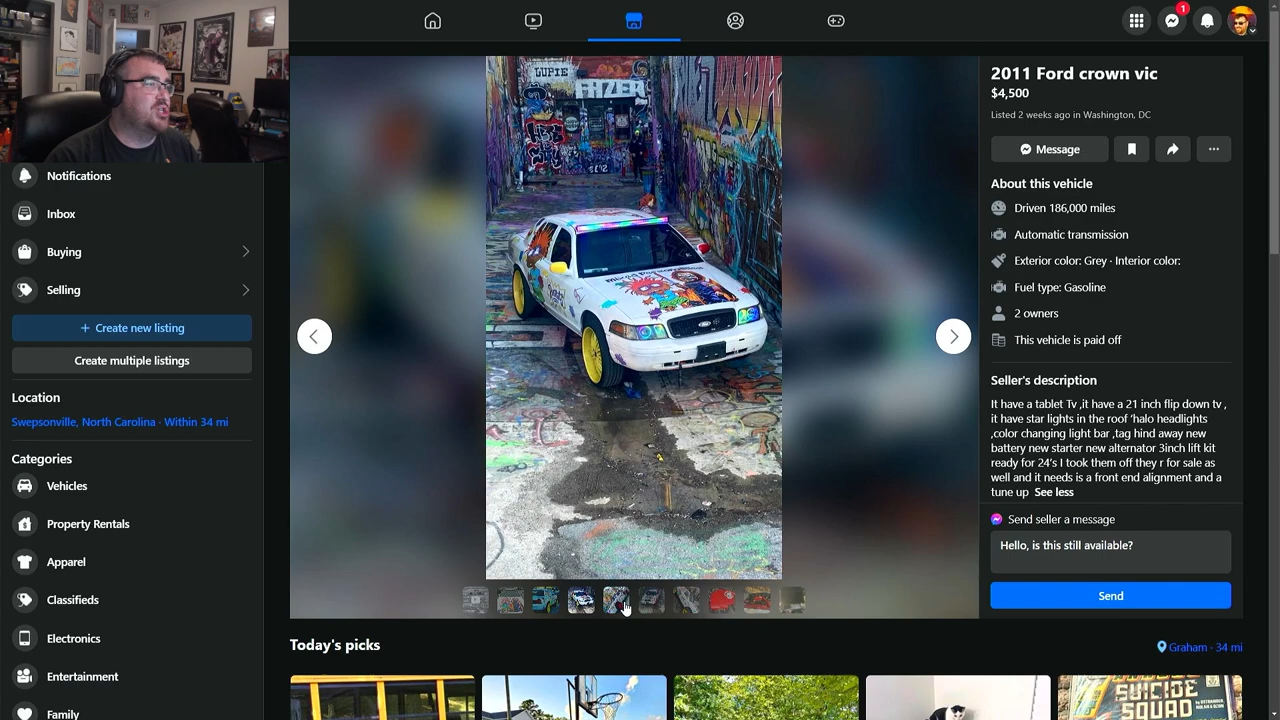 1
Notifications
Inbox
Buying
Selling
+ Create new listing
Create multiple listings
Location
Swepsonville, North Carolina · Within 34 mi
Categories
Vehicles
Property Rentals
Apparel
Classifieds
Electronics
Entertainment
Family
LUPIE
FAZER
2011 Ford crown vic
$4,500
Listed 2 weeks ago in Washington, DC
Message
About this vehicle
Driven 186,000 miles
Automatic transmission
Exterior color: Grey · Interior color:
Fuel type: Gasoline
2 owners
This vehicle is paid off
Seller's description
It have a tablet Tv ,it have a 21 inch flip down tv ,
it have star lights in the roof 'halo headlights
,color changing light bar ,tag hind away new
battery new starter new alternator 3inch lift kit
ready for 24's I took them off they r for sale as
well and it needs is a front end alignment and a
tune up See less
Send seller a message
Hello, is this still available?
Send
Today's picks
Graham · 34 mi
SUICIDE
SQUAD